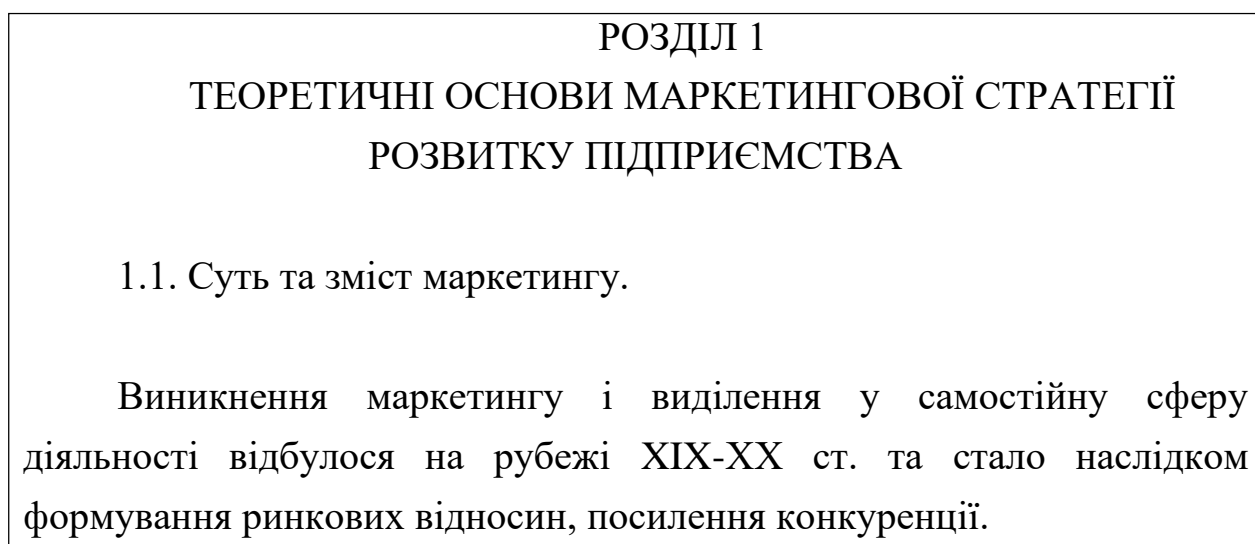 РОЗДІЛ 1
ТЕОРЕТИЧНІ ОСНОВИ МАРКЕТИНГОВОЇ СТРАТЕГІЇ
РОЗВИТКУ ПІДПРИЄМСТВА
1.1. Суть та зміст маркетингу.
Виникнення маркетингу і виділення у самостійну сферу
діяльності відбулося на рубежі XIX-XX ст. та стало наслідком
формування ринкових відносин, посилення конкуренції.